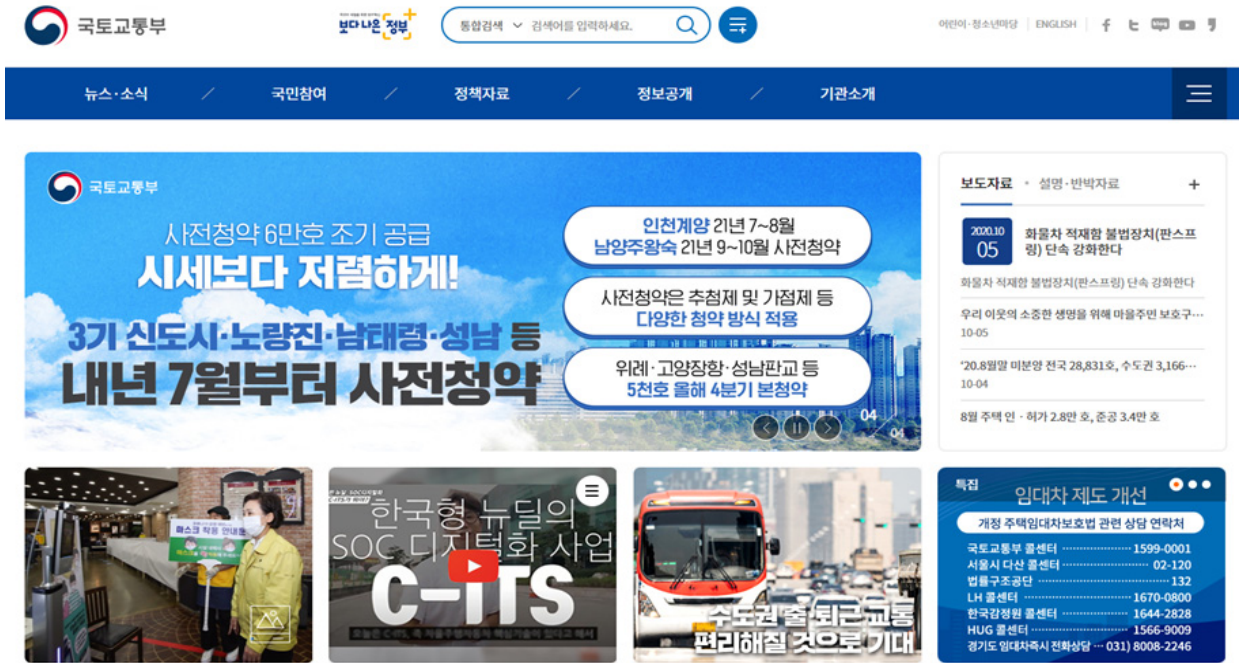 국토교통부
보다나은 정부
통합검색
검색어를 입력하세요.
어린이·청소년마당
ENGLISH
뉴스·소식
국민참여
정책자료
정보공개
기관소개
국토교통부
사전청약 6만호 조기 공급
시세보다 저렴하게!
3기 신도시·노량진·남태령·성남 등
내년 7월부터 사전청약
인천계양 21년 7~8월
남양주왕숙 21년 9~10월 사전청약
사전청약은 추첨제 및 가점제 등
다양한 청약 방식 적용
위례·고양장항·성남판교 등
5천호 올해 4분기 본청약
04
04
보도자료
설명·반박자료
+
2020.10
05
화물차 적재함 불법장치(판스프
링) 단속 강화한다
화물차 적재함 불법장치(판스프링) 단속 강화한다
우리 이웃의 소중한 생명을 위해 마을주민 보호구…
10-05
'20.8월말 미분양 전국 28,831호, 수도권 3,166…
10-04
8월 주택 인·허가 2.8만 호, 준공 3.4만 호
마스크 착용 안내문
한국형 뉴딜의
SOC 디지털화 사업
C-ITS
수도권 출·퇴근 교통
편리해질 것으로 기대
특집
임대차 제도 개선
개정 주택임대차보호법 관련 상담 연락처
국토교통부 콜센터 1599-0001
서울시 다산 콜센터 02-120
법률구조공단 132
LH 콜센터 1670-0800
한국감정원 콜센터 1644-2828
HUG 콜센터 1566-9009
경기도 임대차즉시 전화상담 031) 8008-2246